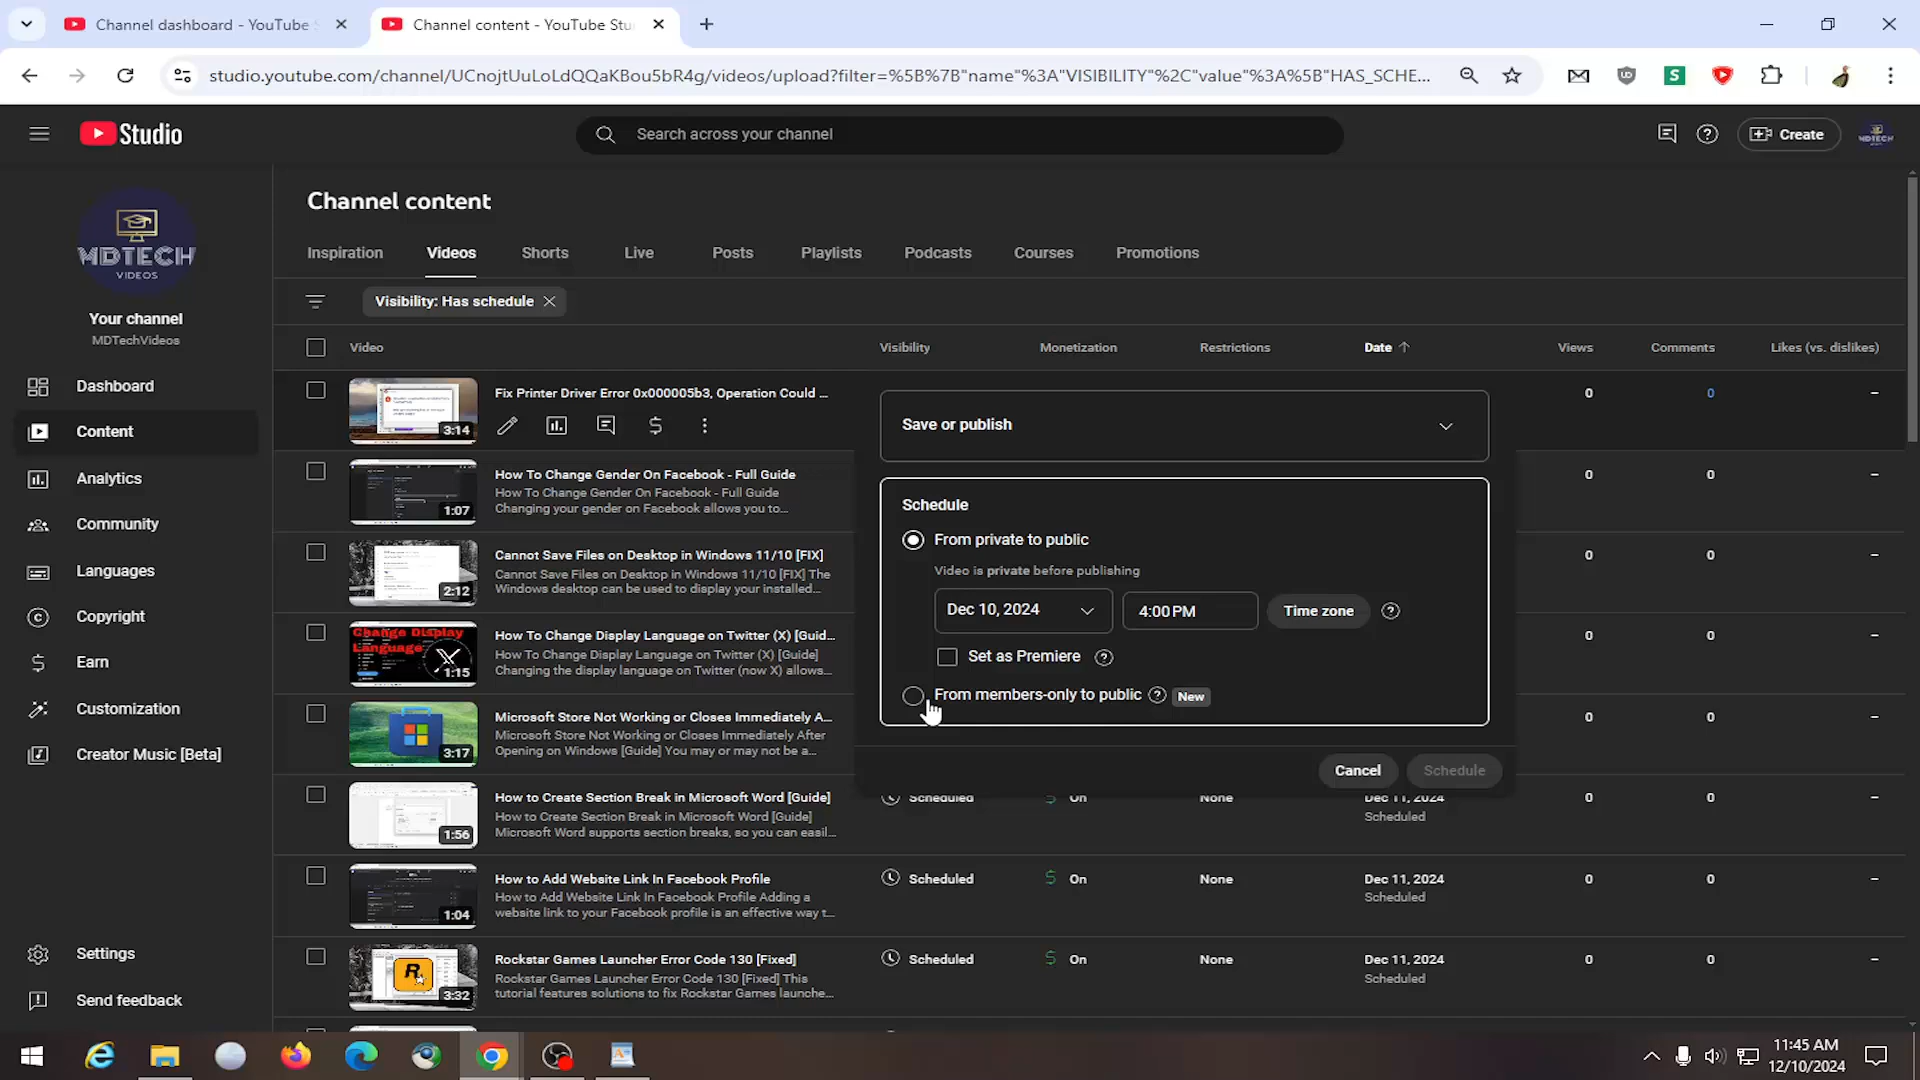 Channel dashboard - YouTube
Channel content - YouTube Stu
studio.youtube.com/channel/UCnojtUuLoLdQQaKBou5bR4g/videos/upload?filter=%5B%7B"name"%3A"VISIBILITY"%2C"value"%3A%5B"HAS_SCHE...
Studio
Search across your channel
Create
MDTECH
VIDEOS
Your channel
MDTechVideos
Dashboard
Content
Analytics
Community
Languages
Copyright
Earn
Customization
Creator Music [Beta]
Settings
Send feedback
Channel content
Inspiration Videos Shorts Live Posts Playlists Podcasts Courses Promotions
Visibility: Has schedule
Video Visibility Monetization Restrictions Date Views Comments Likes (vs. dislikes)
3:14
Fix Printer Driver Error 0x000005b3, Operation Could ...
0 0 –
1:07
How To Change Gender On Facebook - Full Guide
How To Change Gender On Facebook - Full Guide
Changing your gender on Facebook allows you to...
0 0 –
2:12
Cannot Save Files on Desktop in Windows 11/10 [FIX]
Cannot Save Files on Desktop in Windows 11/10 [FIX] The
Windows desktop can be used to display your installed...
0 0 –
Change Display
Language
1:15
How To Change Display Language on Twitter (X) [Guid...
How To Change Display Language on Twitter (X) [Guide]
Changing the display language on Twitter (now X) allows...
0 0 –
3:17
Microsoft Store Not Working or Closes Immediately A...
Microsoft Store Not Working or Closes Immediately After
Opening on Windows [Guide] You may or may not be a...
0 0 –
1:56
How to Create Section Break in Microsoft Word [Guide]
How to Create Section Break in Microsoft Word [Guide]
Microsoft Word supports section breaks, so you can easil...
Scheduled On None Dec 11, 2024
Scheduled
0 0 –
1:04
How to Add Website Link In Facebook Profile
How to Add Website Link In Facebook Profile Adding a
website link to your Facebook profile is an effective way t...
Scheduled On None Dec 11, 2024
Scheduled
0 0 –
3:32
Rockstar Games Launcher Error Code 130 [Fixed]
Rockstar Games Launcher Error Code 130 [Fixed] This
tutorial features solutions to fix Rockstar Games launche...
Scheduled On None Dec 11, 2024
Scheduled
0 0 –
Save or publish
Schedule
From private to public
Video is private before publishing
Dec 10, 2024 4:00 PM Time zone
Set as Premiere
From members-only to public New
Cancel Schedule
11:45 AM
12/10/2024